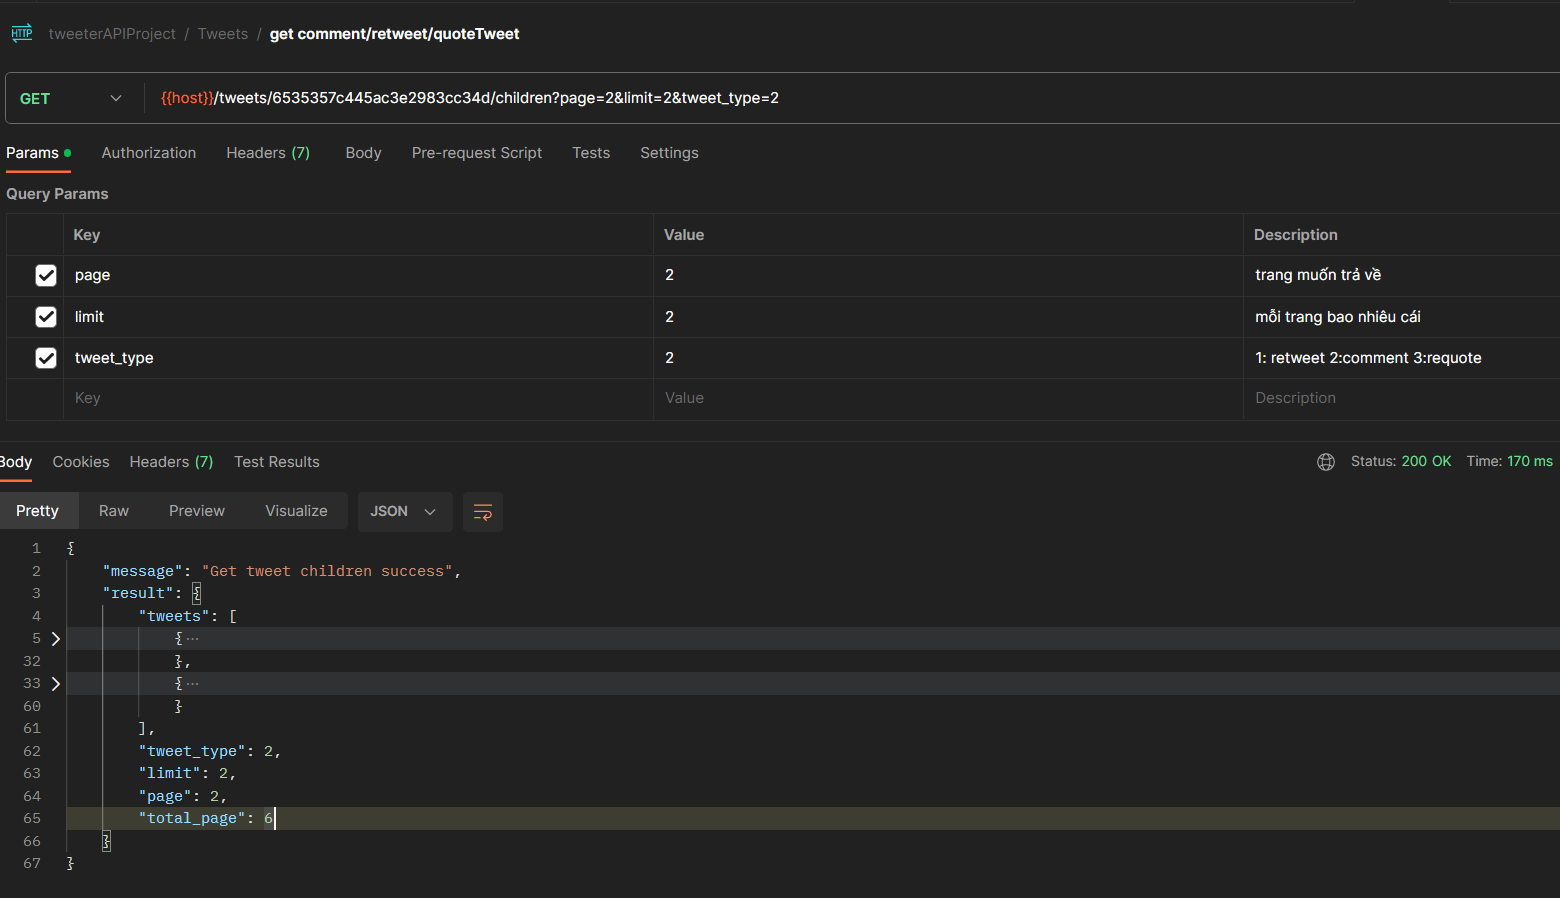 HTTP tweeterAPIProject / Tweets / get comment/retweet/quoteTweet
GET {{host}}/tweets/6535357c445ac3e2983cc34d/children?page=2&limit=2&tweet_type=2
Params Authorization Headers (7) Body Pre-request Script Tests Settings
Query Params
Key Value Description
page 2 trang muốn trả về
limit 2 mỗi trang bao nhiêu cái
tweet_type 2 1: retweet 2:comment 3:requote
Key Value Description
Body Cookies Headers (7) Test Results Status: 200 OK Time: 170 ms
Pretty Raw Preview Visualize JSON
1 {
2 "message": "Get tweet children success",
3 "result": {
4 "tweets": [
5 { ...
32 },
33 { ...
60 }
61 ],
62 "tweet_type": 2,
63 "limit": 2,
64 "page": 2,
65 "total_page": 6
66 }
67 }